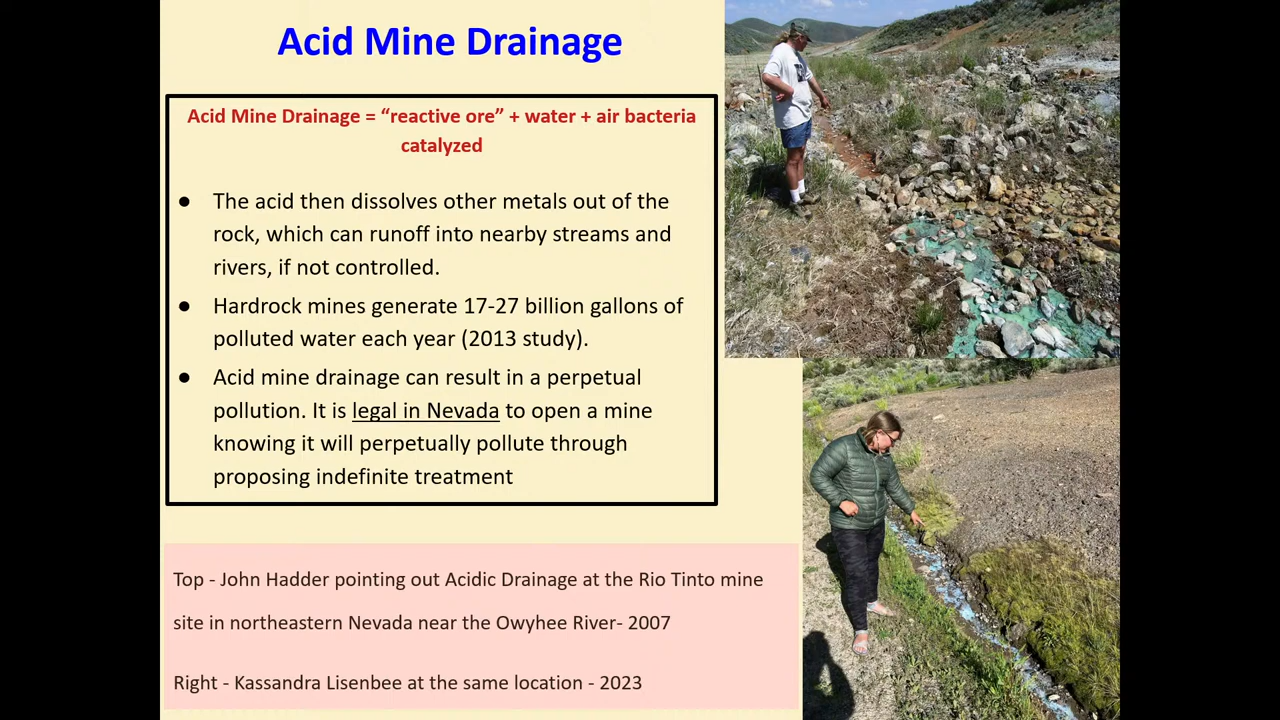 Acid Mine Drainage
Acid Mine Drainage = “reactive ore” + water + air bacteria
catalyzed
● The acid then dissolves other metals out of the
rock, which can runoff into nearby streams and
rivers, if not controlled.
● Hardrock mines generate 17-27 billion gallons of
polluted water each year (2013 study).
● Acid mine drainage can result in a perpetual
pollution. It is legal in Nevada to open a mine
knowing it will perpetually pollute through
proposing indefinite treatment
Top - John Hadder pointing out Acidic Drainage at the Rio Tinto mine
site in northeastern Nevada near the Owyhee River- 2007
Right - Kassandra Lisenbee at the same location - 2023